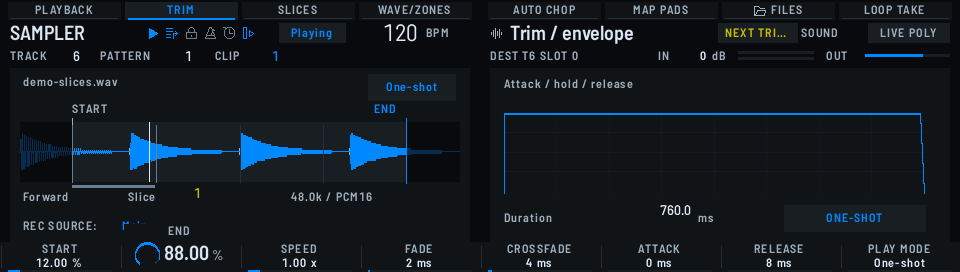 PLAYBACK TRIM SLICES WAVE/ZONES AUTO CHOP MAP PADS FILES LOOP TAKE
SAMPLER Playing 120 BPM Trim / envelope NEXT TRI... SOUND LIVE POLY
TRACK 6 PATTERN 1 CLIP 1 DEST T6 SLOT 0 IN 0 dB OUT
demo-slices.wav One-shot Attack / hold / release
START END
Forward Slice 1 48.0k / PCM16
Duration 760.0 ms ONE-SHOT
REC SOURCE:
END
START 88.00 % SPEED FADE CROSSFADE ATTACK RELEASE PLAY MODE
12.00 % 1.00 x 2 ms 4 ms 0 ms 8 ms One-shot